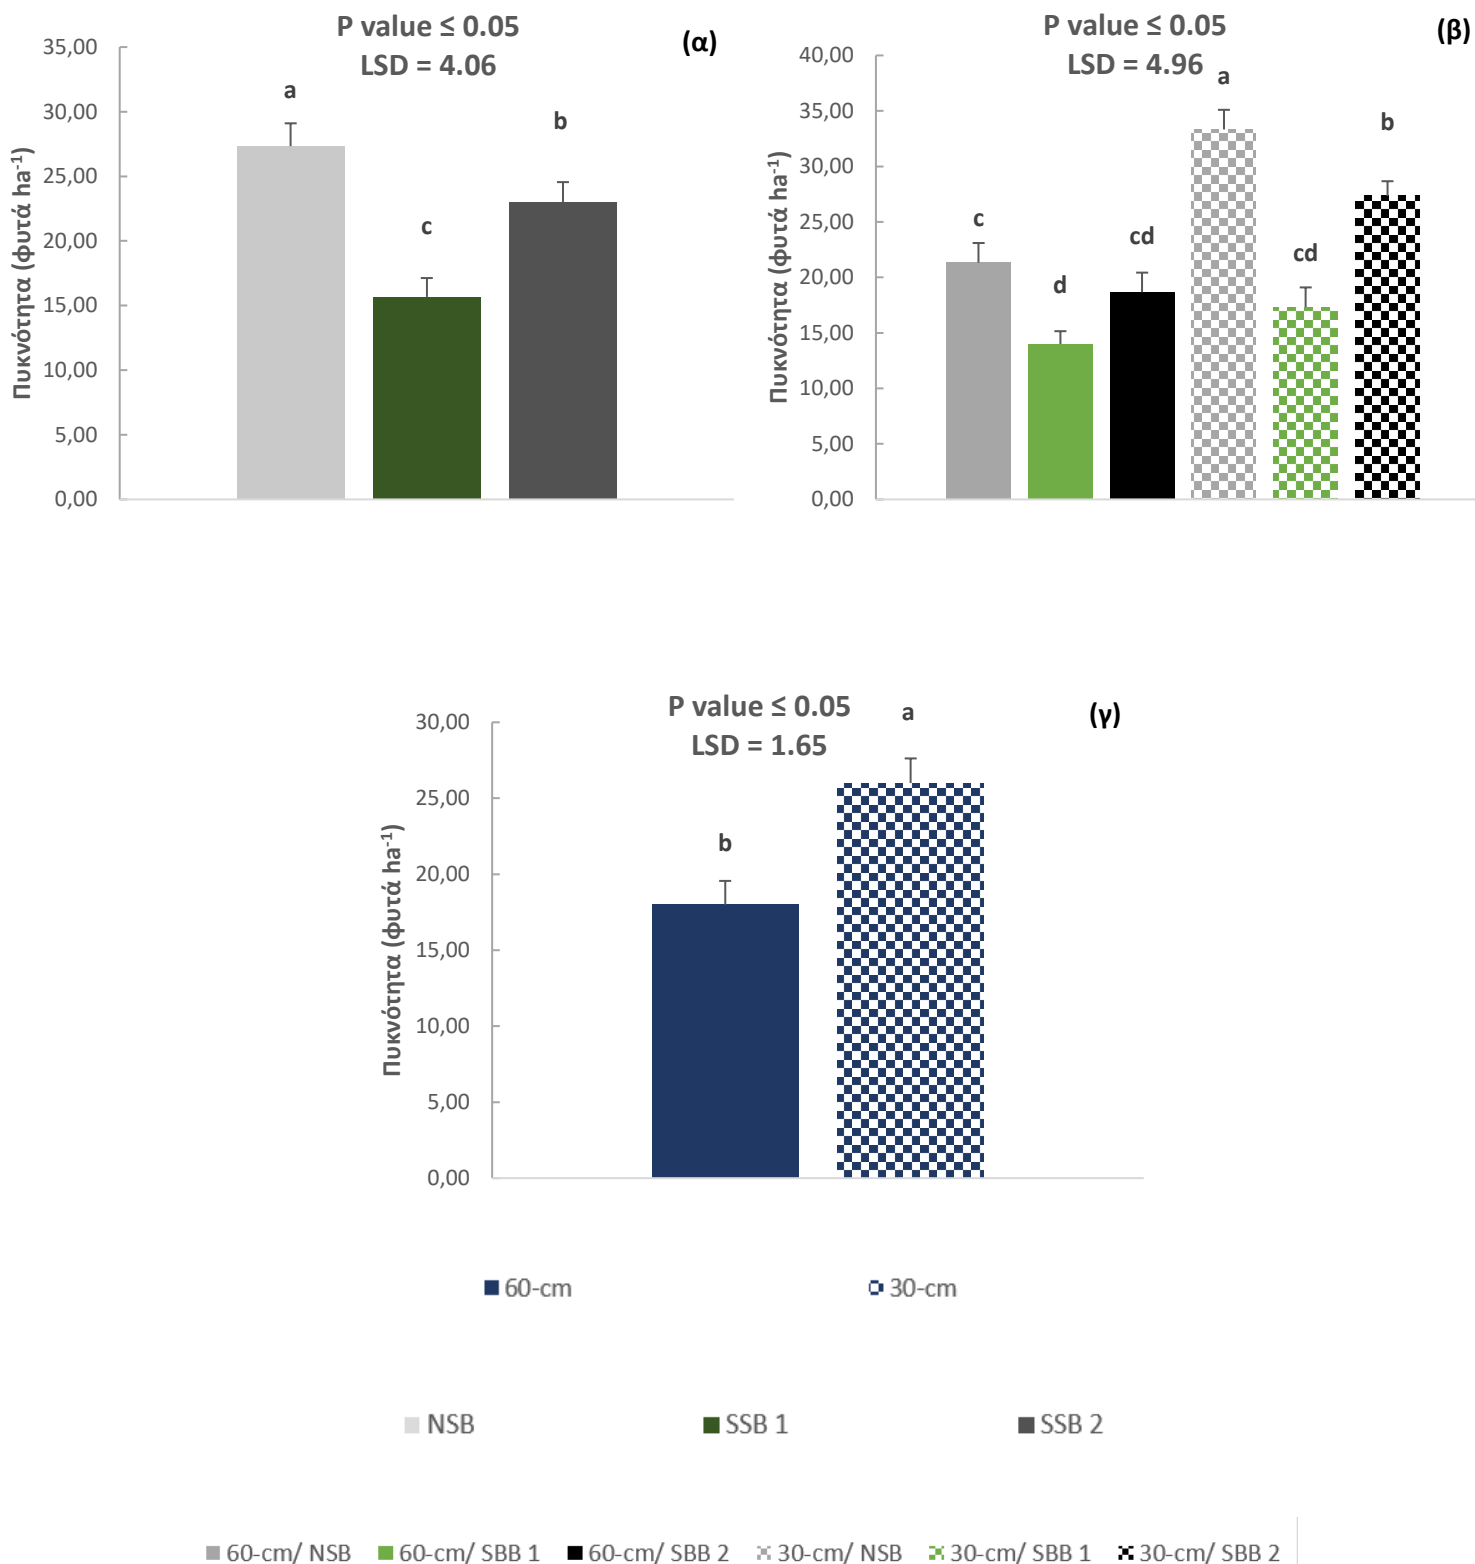 P value ≤ 0.05
LSD = 4.06
(α)
Πυκνότητα (φυτά ha⁻¹)
35,00
30,00
25,00
20,00
15,00
10,00
5,00
0,00
a
c
b
P value ≤ 0.05
LSD = 4.96
(β)
Πυκνότητα (φυτά ha⁻¹)
40,00
35,00
30,00
25,00
20,00
15,00
10,00
5,00
0,00
c
d
cd
a
cd
b
P value ≤ 0.05
LSD = 1.65
(γ)
Πυκνότητα (φυτά ha⁻¹)
30,00
25,00
20,00
15,00
10,00
5,00
0,00
b
a
60-cm 30-cm
NSB SSB 1 SSB 2
60-cm/ NSB 60-cm/ SBB 1 60-cm/ SBB 2 30-cm/ NSB 30-cm/ SBB 1 30-cm/ SBB 2